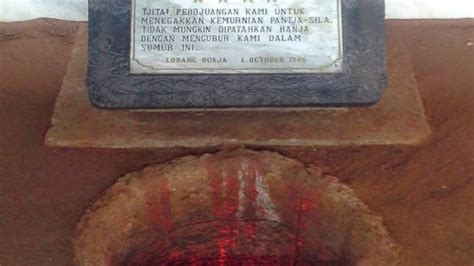 TJITA² PERDJUANGAN KAMI UNTUK
MENEGAKKAN KEMURNIAN PANTJA-SILA
TIDAK MUNGKIN DIPATAHKAN HANJA
DENGAN MENGUBUR KAMI DALAM
SUMUR INI.
LOBANG BUAJA 1. OCTOBER 1965